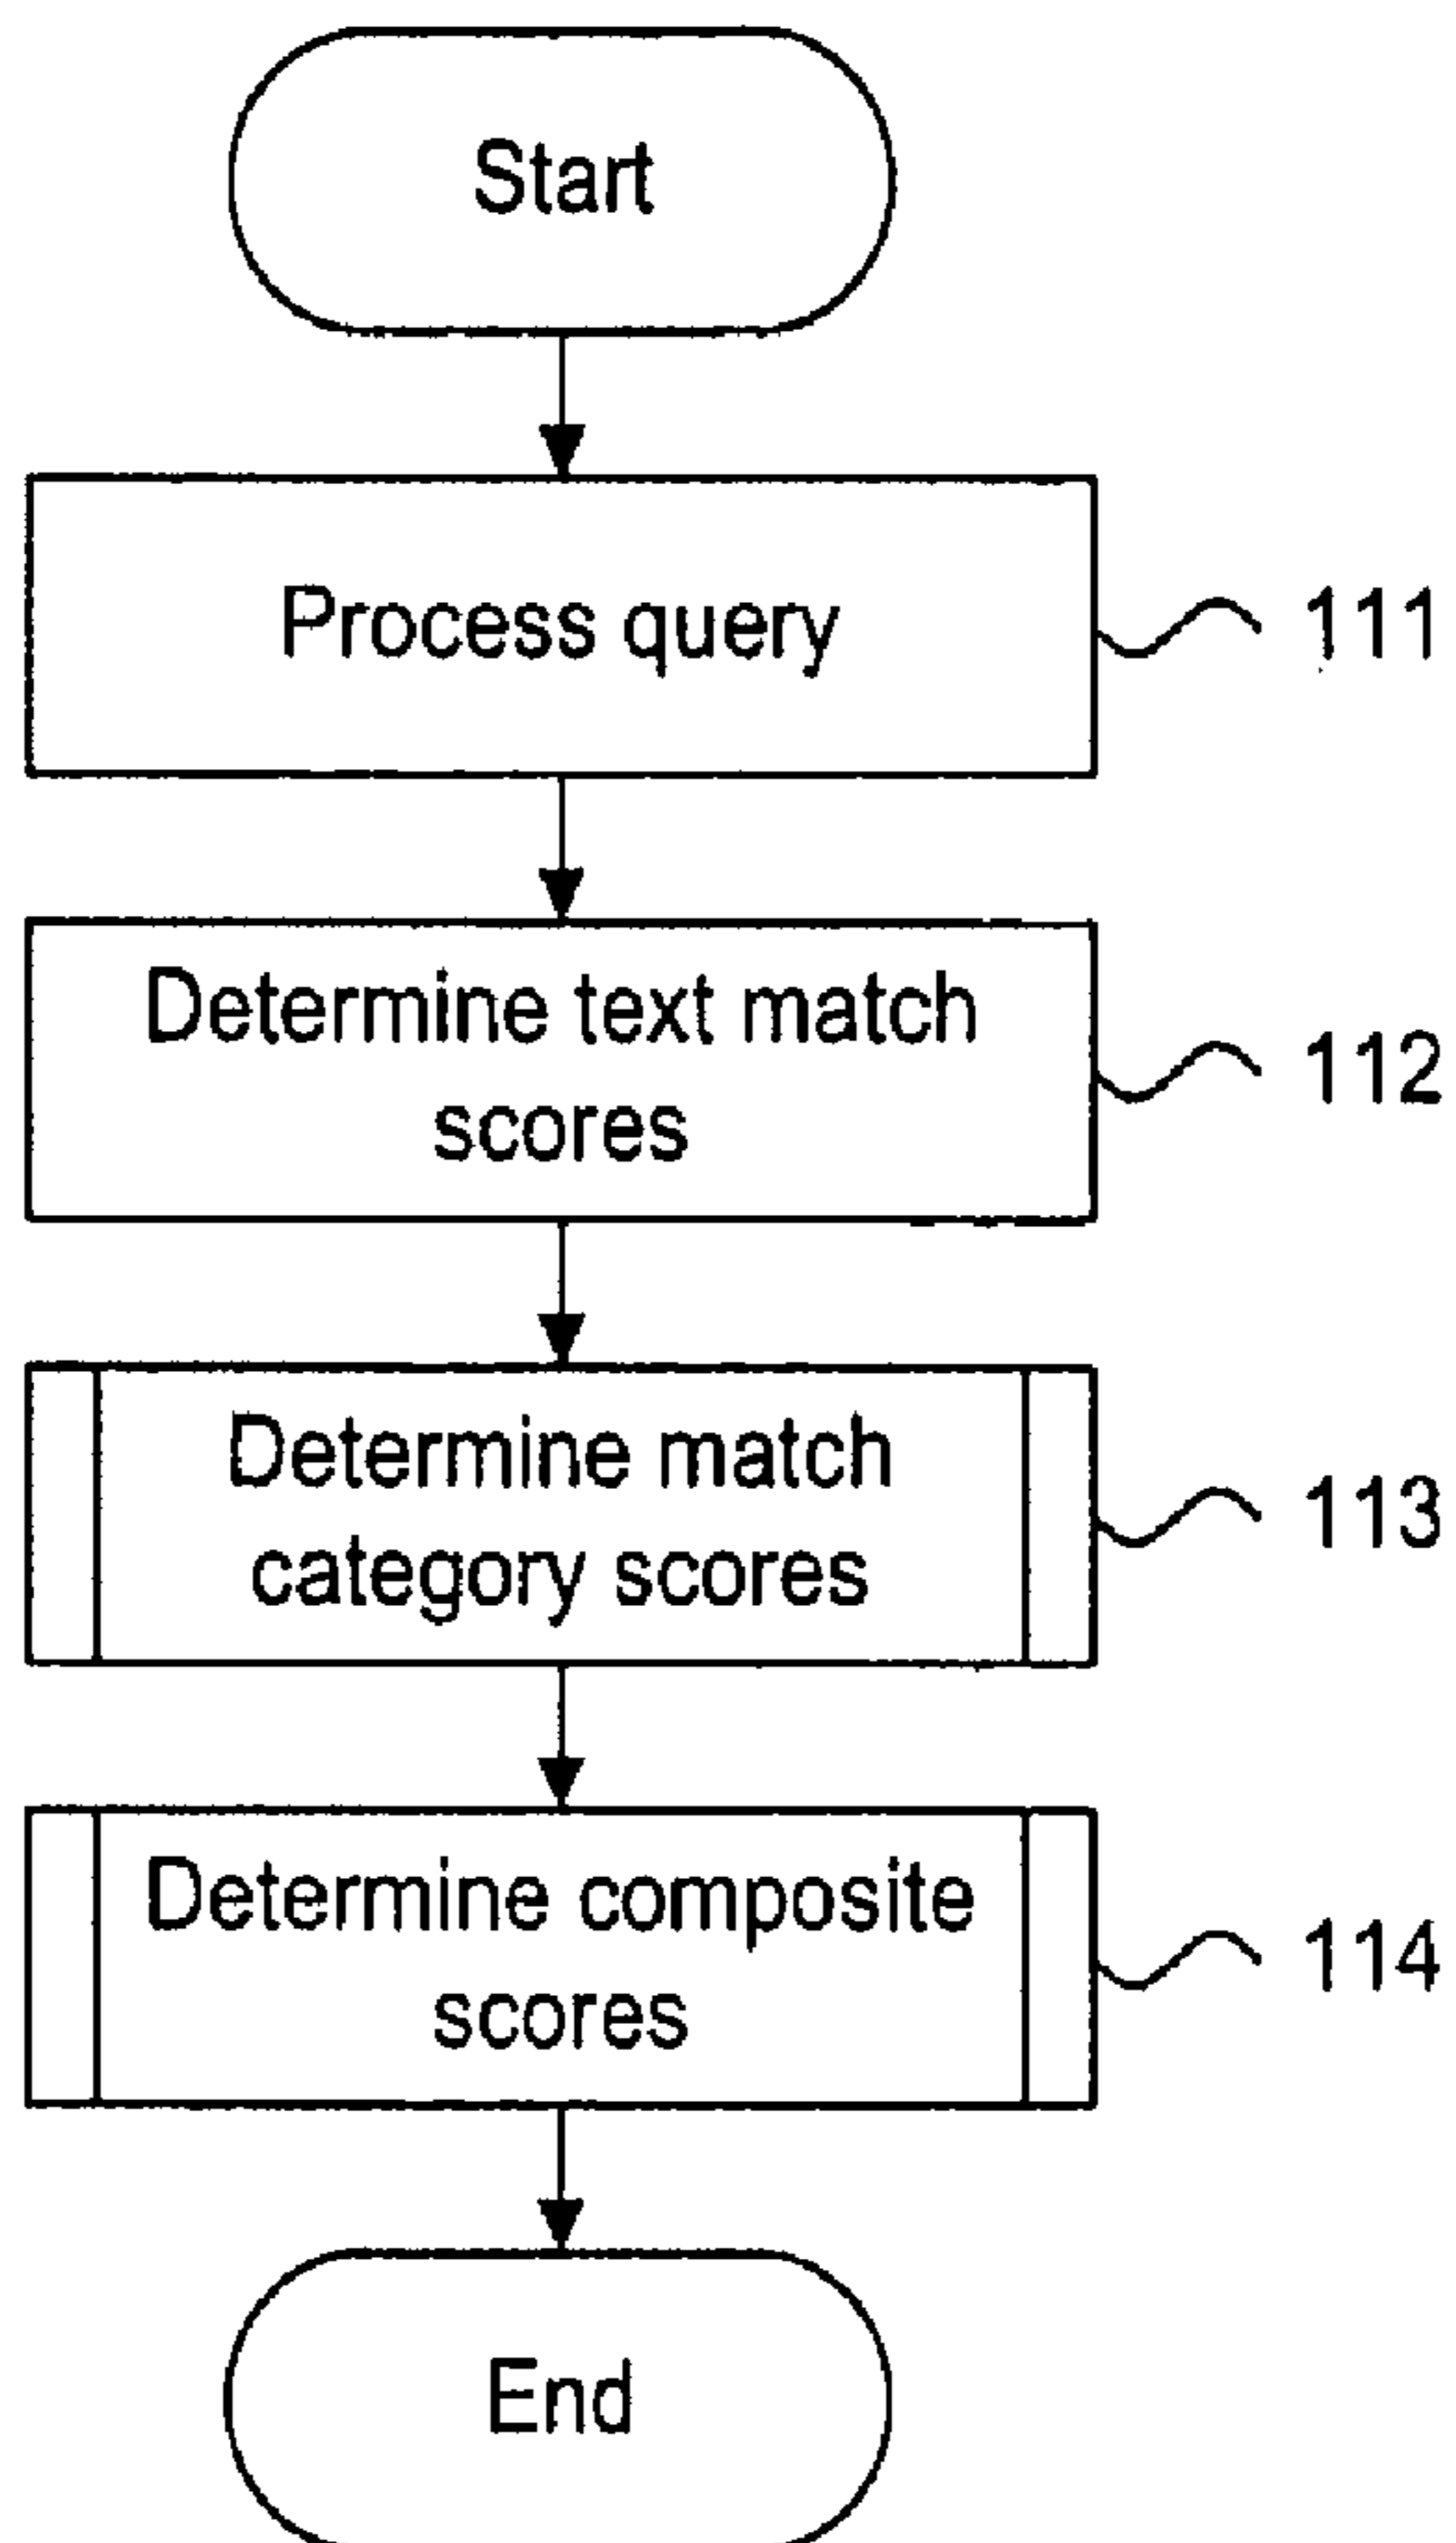 Start
Process query
111
Determine text match
scores
112
Determine match
category scores
113
Determine composite
scores
114
End